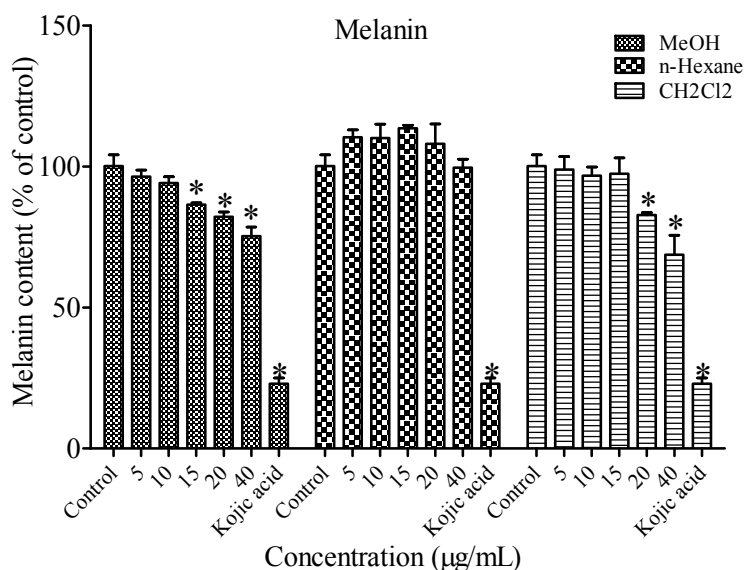 Melanin
MeOH
n-Hexane
CH2Cl2
Melanin content (% of control)
150
100
50
0
* * * *
*
* * *
Control 5 10 15 20 40 Kojic acid Control 5 10 15 20 40 Kojic acid Control 5 10 15 20 40 Kojic acid
Concentration (μg/mL)